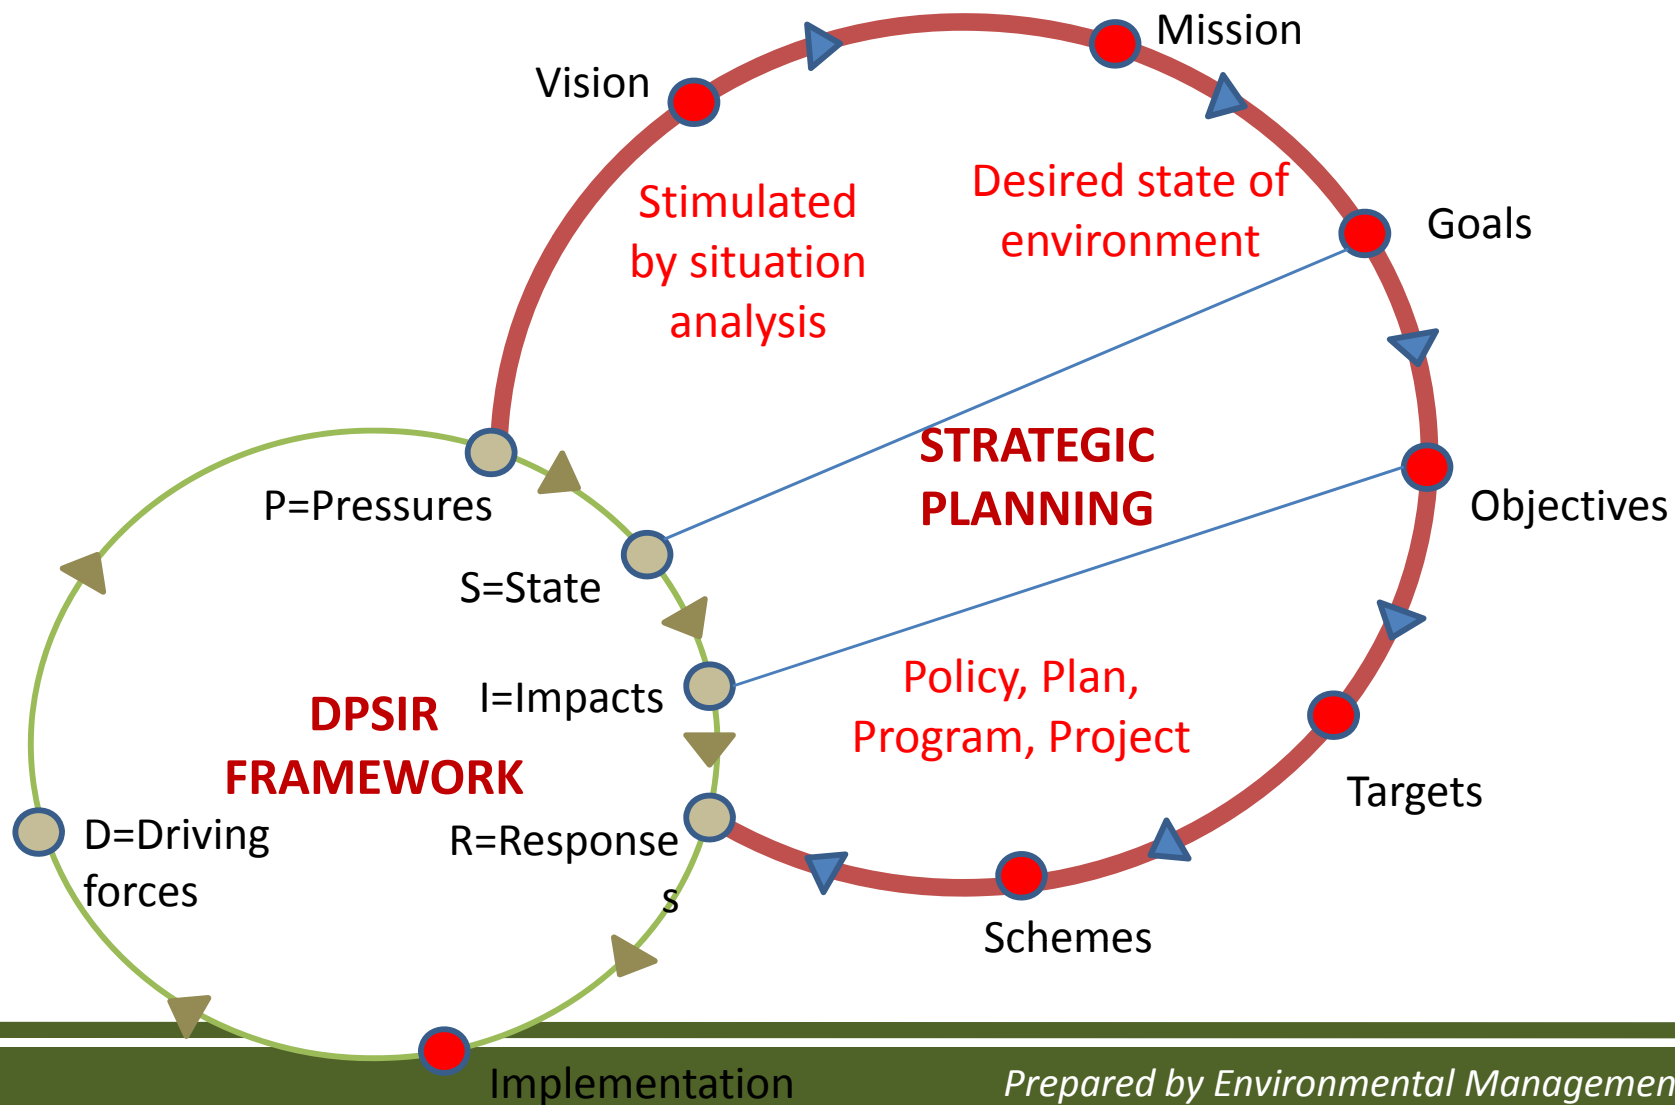 Mission
Vision
Desired state of
environment
Stimulated
by situation
analysis
Goals
STRATEGIC
PLANNING
P=Pressures
Objectives
S=State
I=Impacts
Policy, Plan,
Program, Project
DPSIR
FRAMEWORK
Targets
D=Driving
forces
R=Response
s
Schemes
Implementation
Prepared by Environmental Managemen